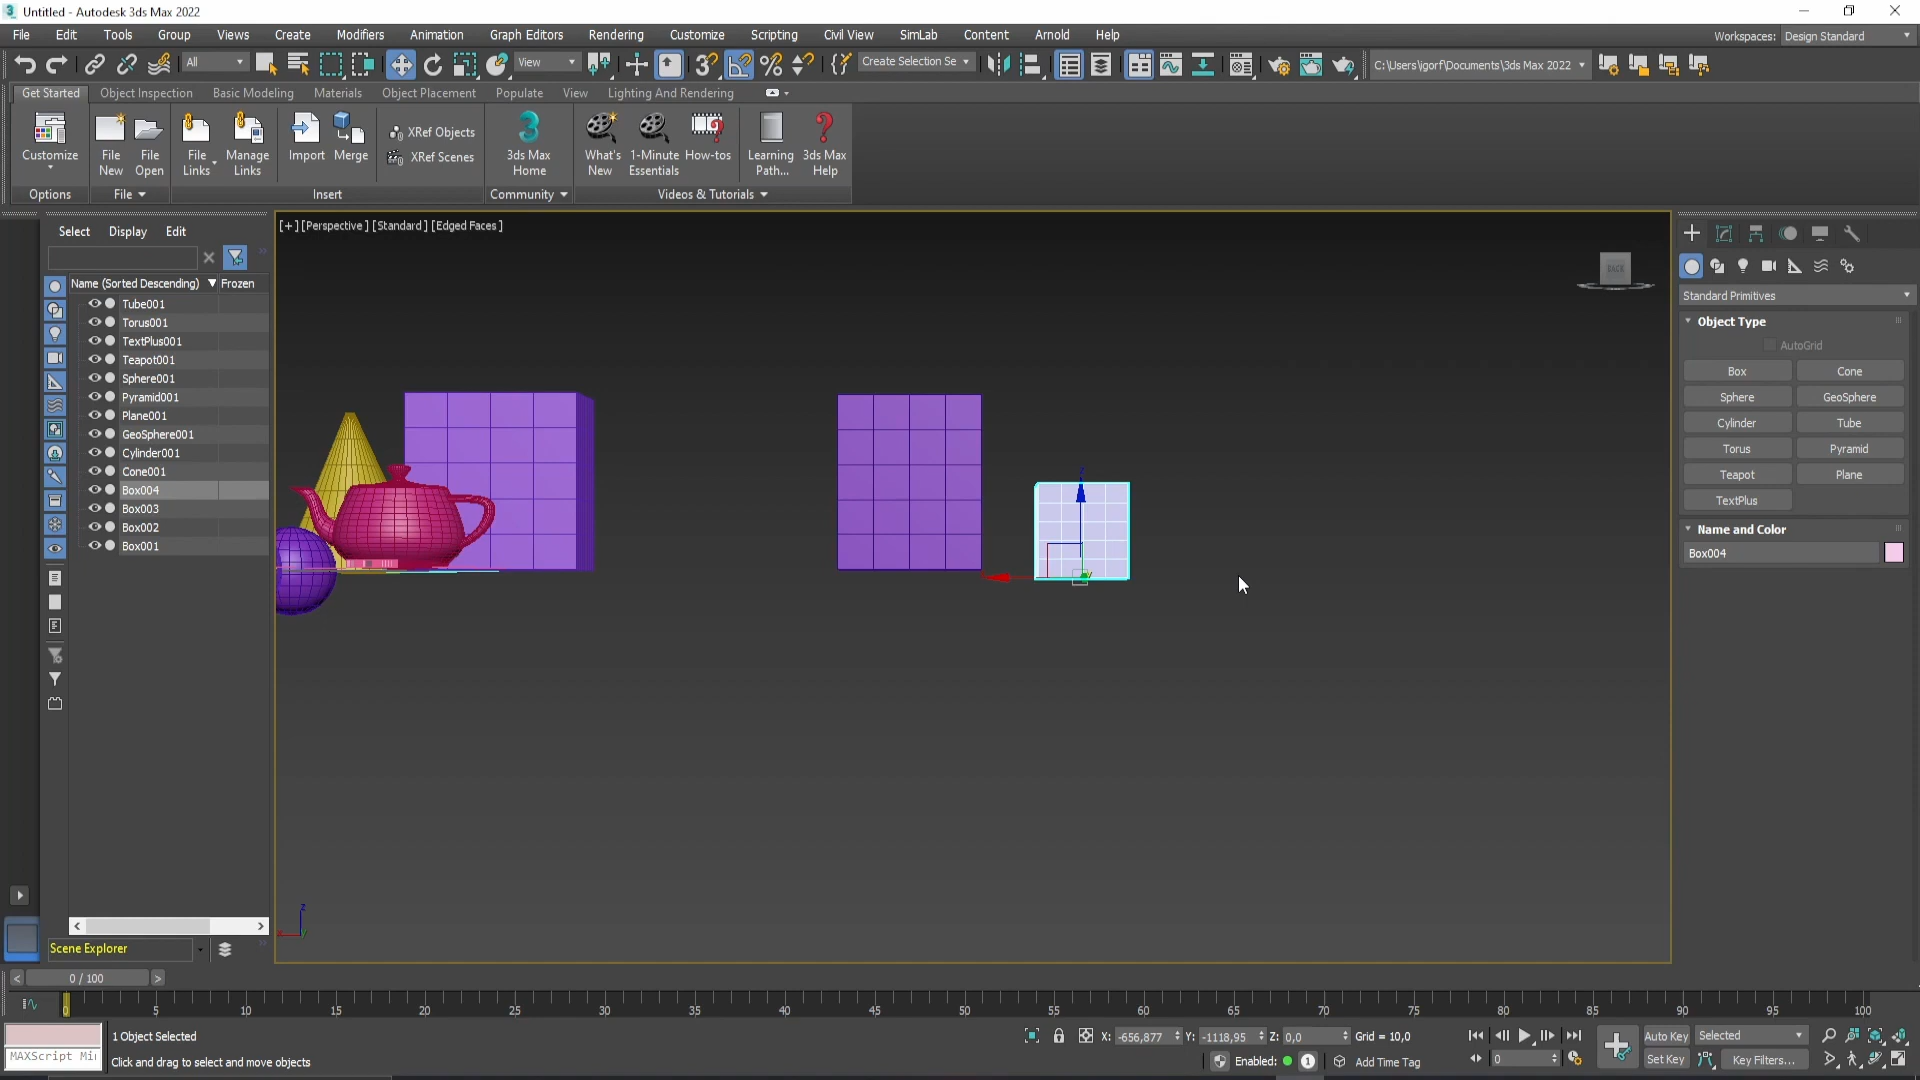 3 Untitled - Autodesk 3ds Max 2022
File Edit Tools Group Views Create Modifiers Animation Graph Editors Rendering Customize Scripting Civil View SimLab Content Arnold Help Workspaces: Design Standard
All View Create Selection Se C:\Users\igorf\Documents\3ds Max 2022
Get Started Object Inspection Basic Modeling Materials Object Placement Populate View Lighting And Rendering
Customize File New File Open File Links Manage Links Import Merge XRef Objects XRef Scenes 3ds Max Home What's New 1-Minute Essentials How-tos Learning Path... 3ds Max Help
Options File Insert Community Videos & Tutorials
Select Display Edit
[+] [Perspective] [Standard] [Edged Faces]
BACK
Name (Sorted Descending) Frozen
Tube001
Torus001
TextPlus001
Teapot001
Sphere001
Pyramid001
Plane001
GeoSphere001
Cylinder001
Cone001
Box004
Box003
Box002
Box001
Standard Primitives
Object Type
AutoGrid
Box Cone
Sphere GeoSphere
Cylinder Tube
Torus Pyramid
Teapot Plane
TextPlus
Name and Color
Box004
z
y
z
x y
Scene Explorer
< 0 / 100 >
0 5 10 15 20 25 30 35 40 45 50 55 60 65 70 75 80 85 90 95 100
1 Object Selected X: -656,877 Y: -1118,95 Z: 0,0 Grid = 10,0 Auto Key Selected
MAXScript Mi Click and drag to select and move objects Enabled: 1 Add Time Tag 0 Set Key Key Filters...